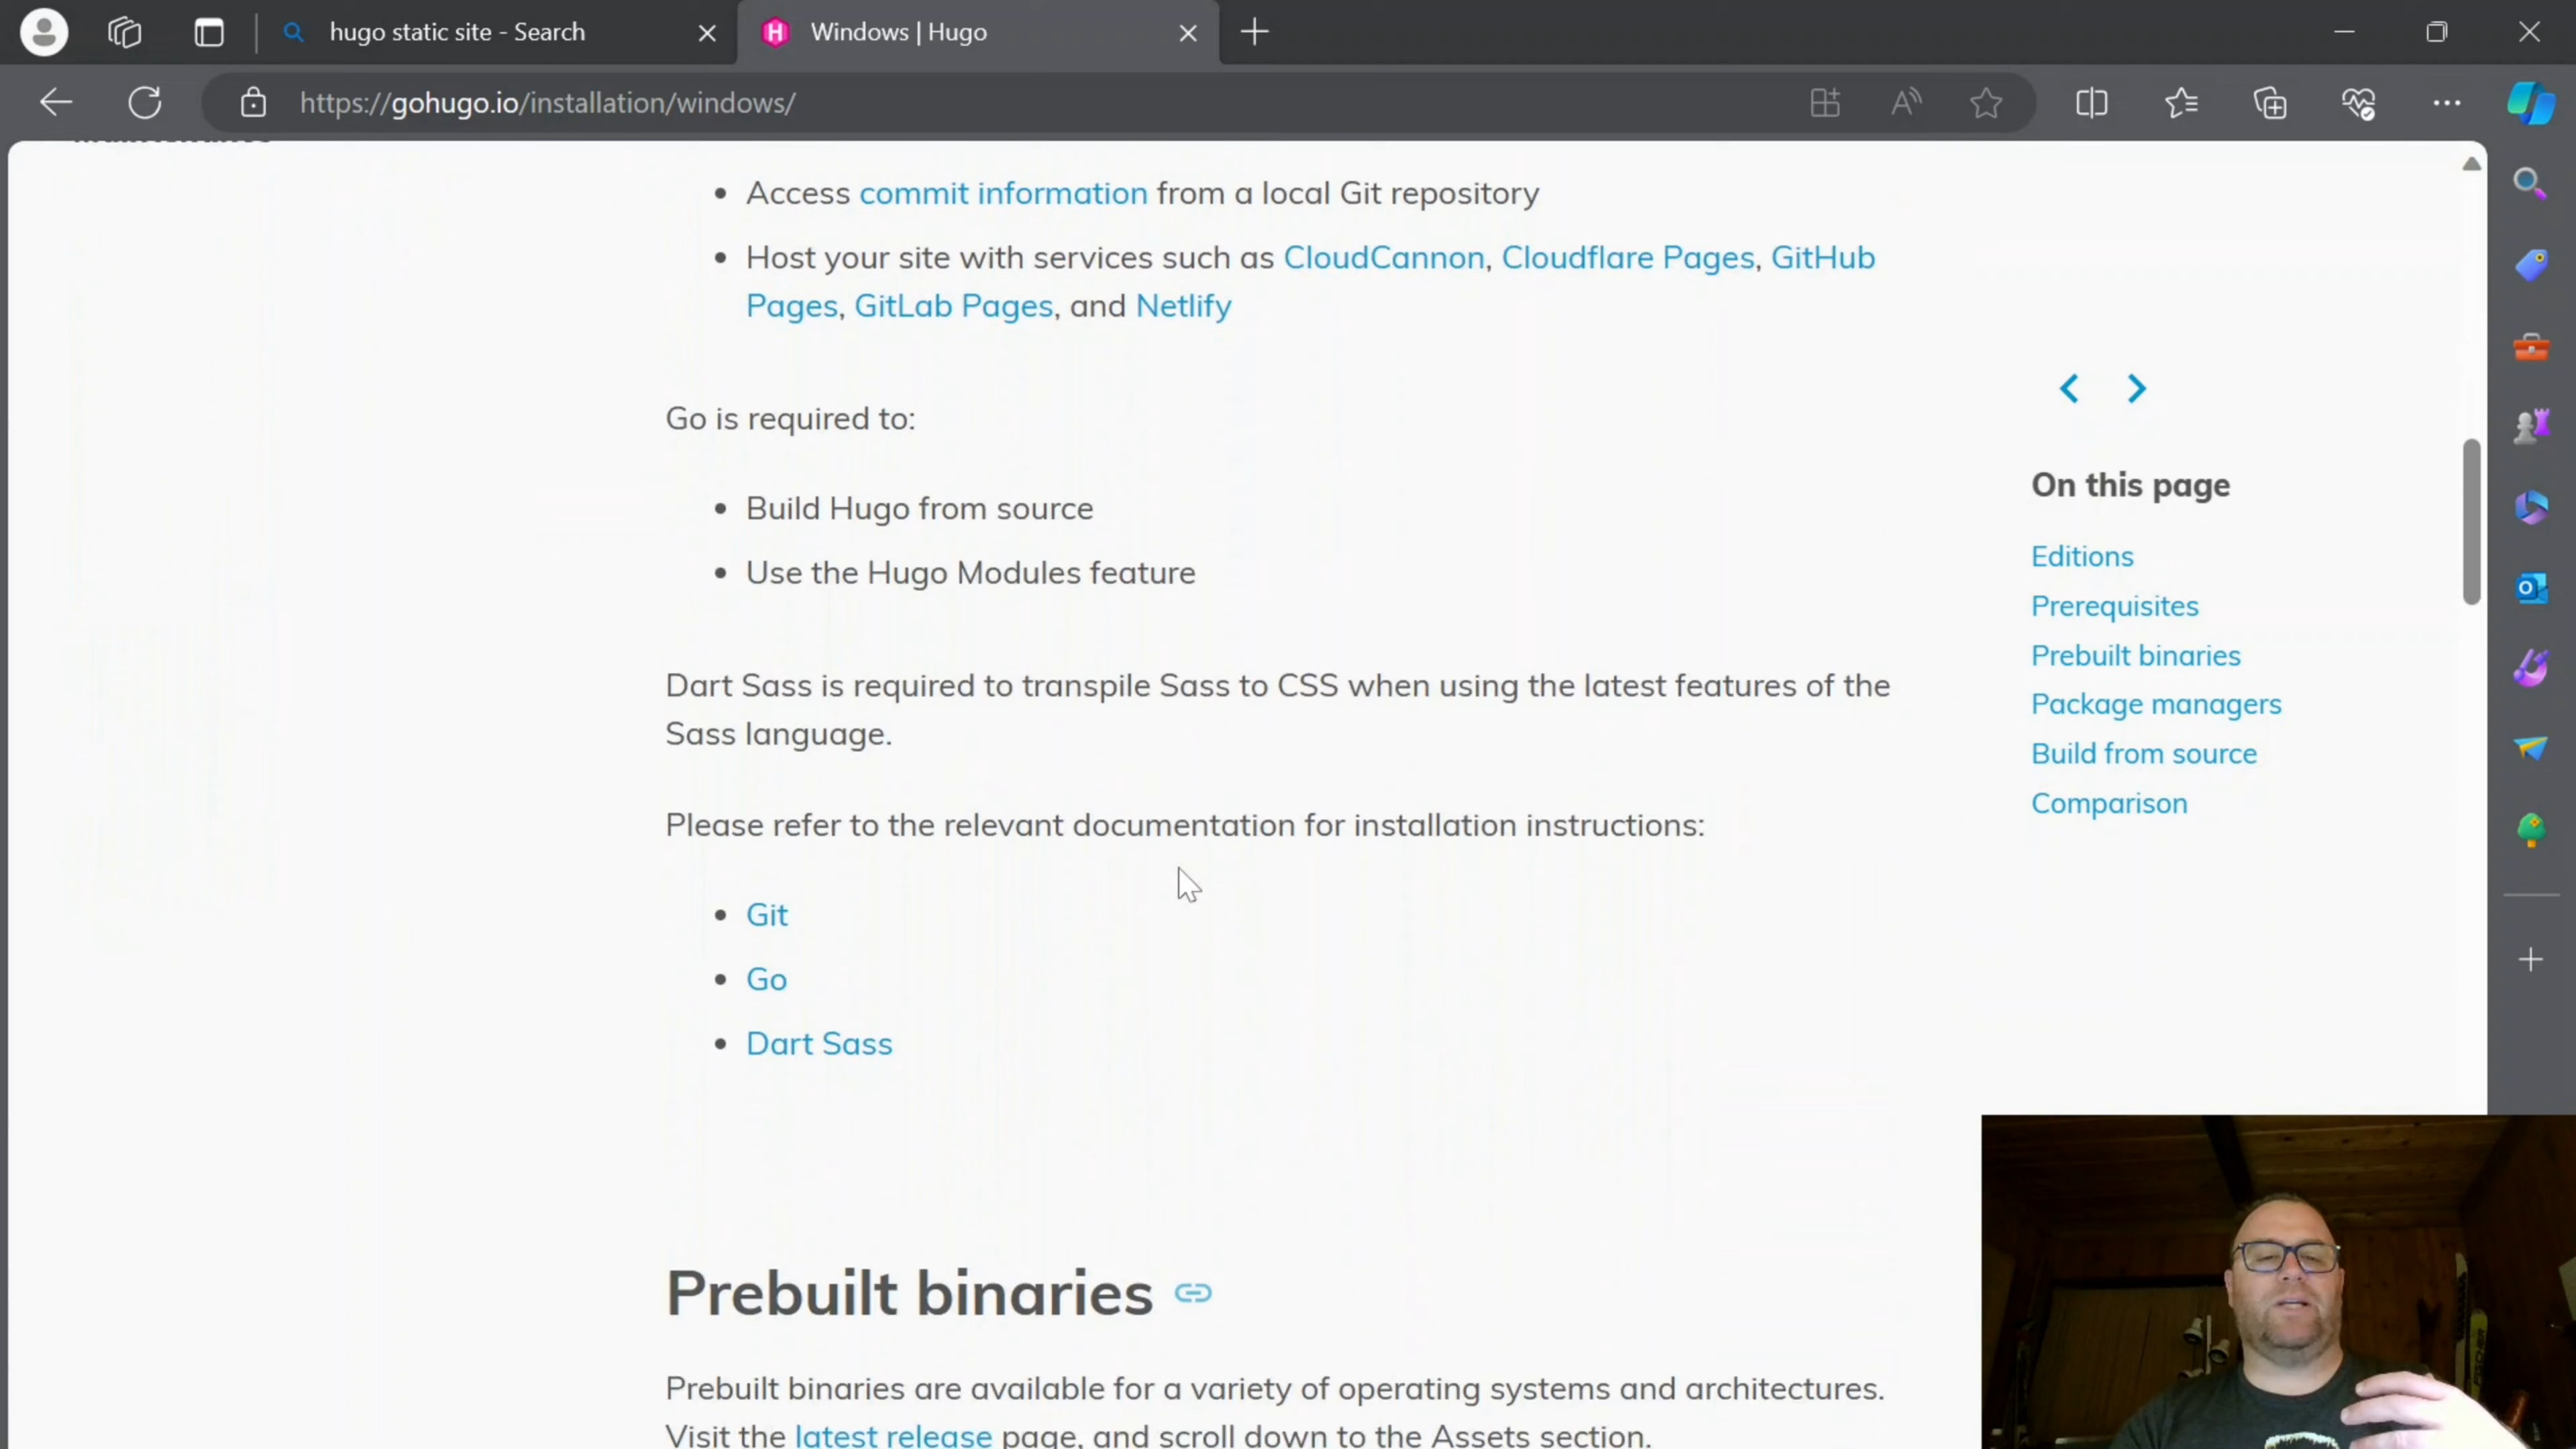 hugo static site - Search
Windows | Hugo
https://gohugo.io/installation/windows/
• Access commit information from a local Git repository
• Host your site with services such as CloudCannon, Cloudflare Pages, GitHub
Pages, GitLab Pages, and Netlify
Go is required to:
• Build Hugo from source
• Use the Hugo Modules feature
Dart Sass is required to transpile Sass to CSS when using the latest features of the
Sass language.
Please refer to the relevant documentation for installation instructions:
• Git
• Go
• Dart Sass
Prebuilt binaries
Prebuilt binaries are available for a variety of operating systems and architectures.
Visit the latest release page, and scroll down to the Assets section.
On this page
Editions
Prerequisites
Prebuilt binaries
Package managers
Build from source
Comparison